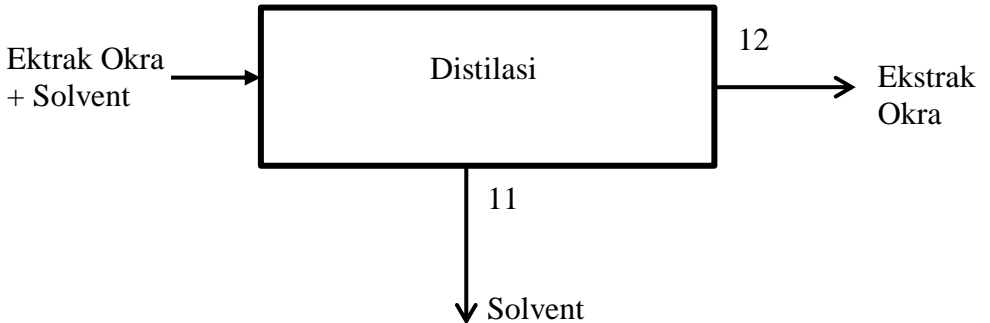 Ektrak Okra
+ Solvent
Distilasi
12
Ekstrak
Okra
11
Solvent